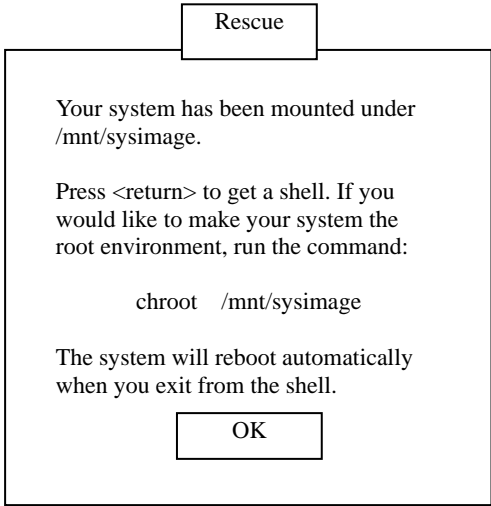 Rescue
Your system has been mounted under
/mnt/sysimage.
Press <return> to get a shell. If you
would like to make your system the
root environment, run the command:
chroot /mnt/sysimage
The system will reboot automatically
when you exit from the shell.
OK